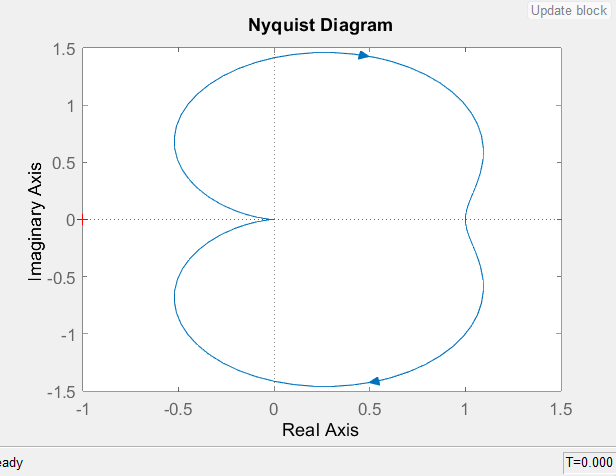 Update block
Nyquist Diagram
1.5
1
0.5
0
-0.5
-1
-1.5
Imaginary Axis
-1 -0.5 0 0.5 1 1.5
Real Axis
eady T=0.000